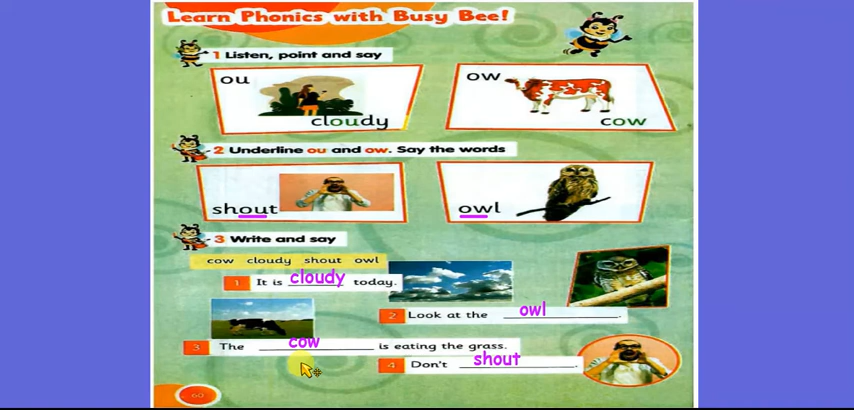 Learn Phonics with Busy Bee!
1 Listen, point and say
ou
cloudy
ow
cow
2 Underline ou and ow. Say the words
shout
owl
3 Write and say
cow cloudy shout owl
1 It is cloudy today.
2 Look at the owl.
3 The cow is eating the grass.
4 Don't shout.
60